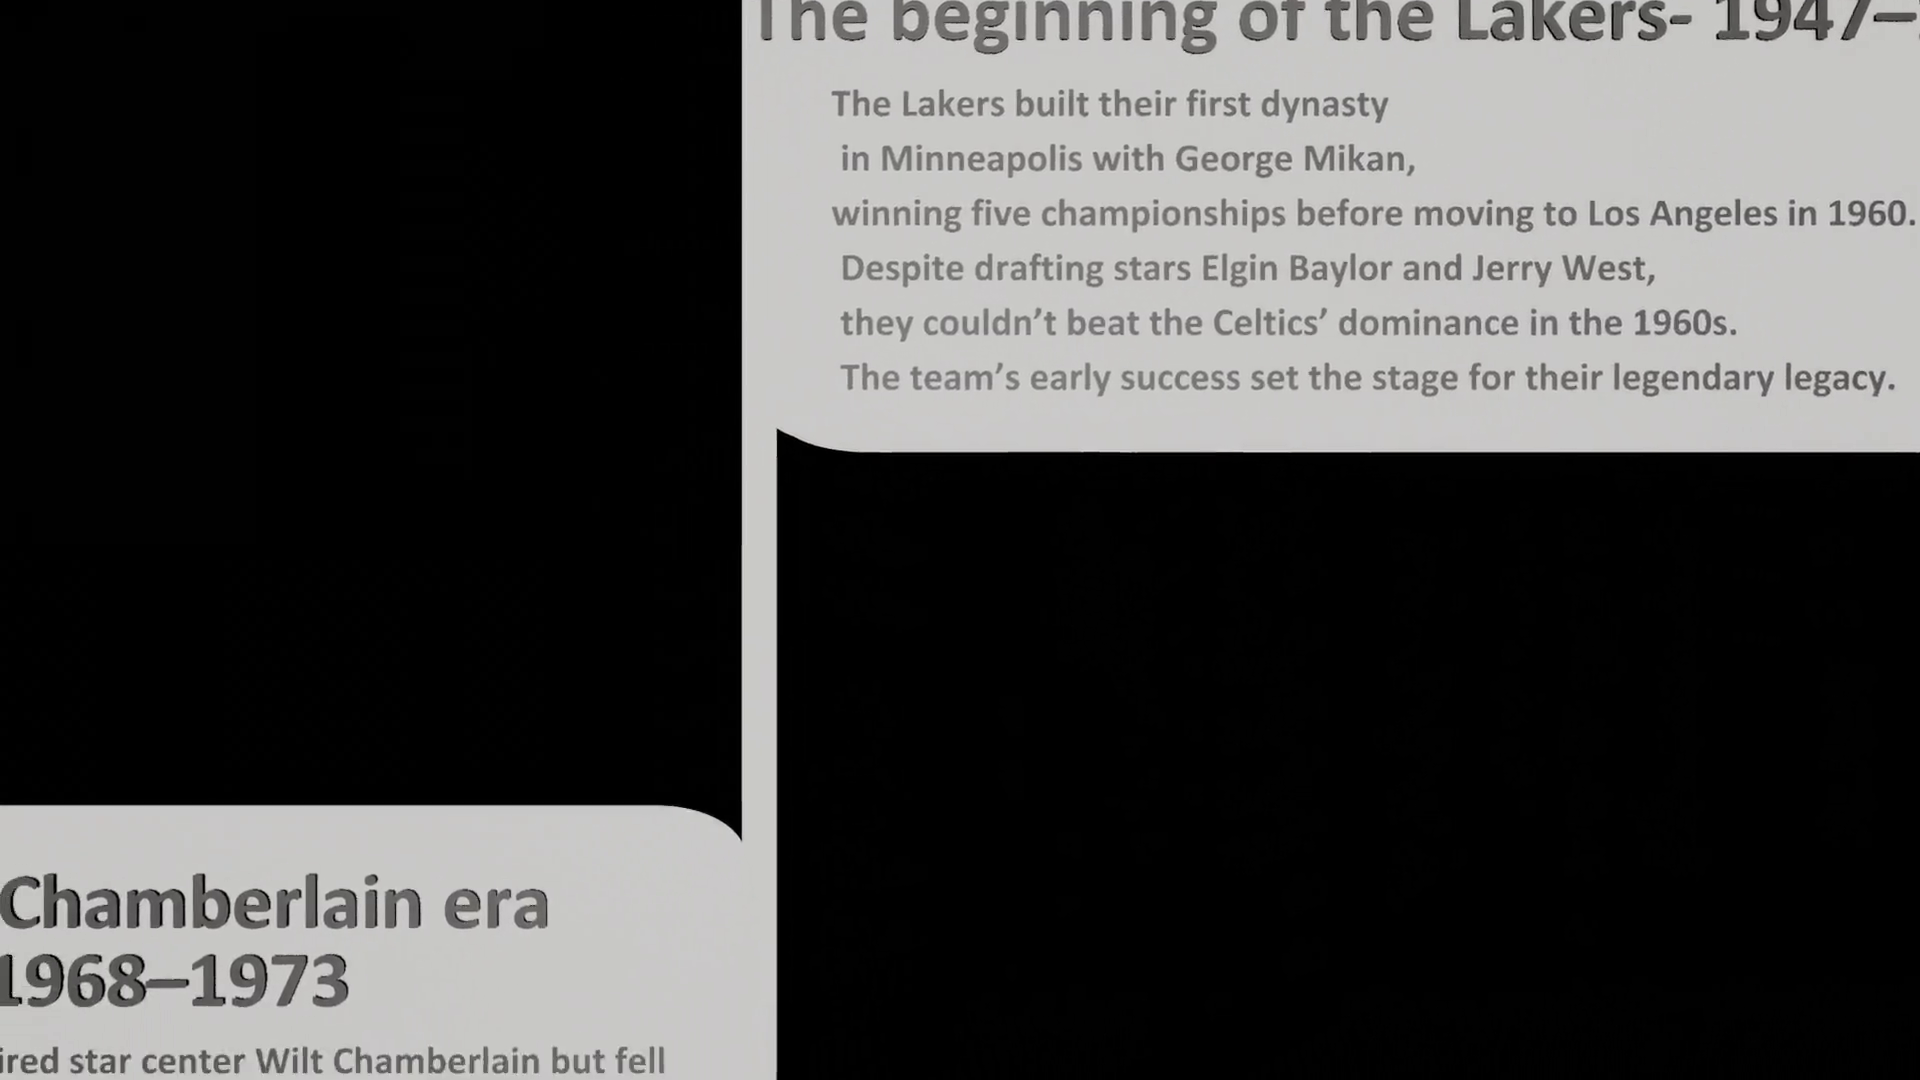 The beginning of the Lakers- 1947–
The Lakers built their first dynasty
in Minneapolis with George Mikan,
winning five championships before moving to Los Angeles in 1960.
Despite drafting stars Elgin Baylor and Jerry West,
they couldn’t beat the Celtics’ dominance in the 1960s.
The team’s early success set the stage for their legendary legacy.
Chamberlain era
1968–1973
star center Wilt Chamberlain but fell